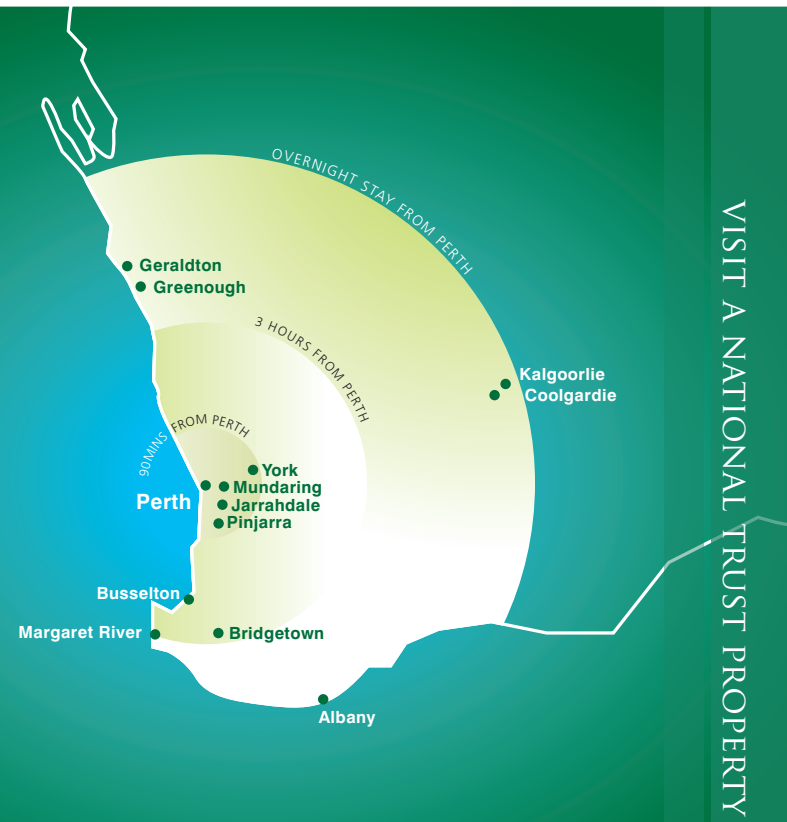 OVERNIGHT STAY FROM PERTH
Geraldton
Greenough
3 HOURS FROM PERTH
Kalgoorlie
Coolgardie
90MINS FROM PERTH
York
Mundaring
Perth
Jarrahdale
Pinjarra
Busselton
Margaret River
Bridgetown
Albany
VISIT A NATIONAL TRUST PROPERTY